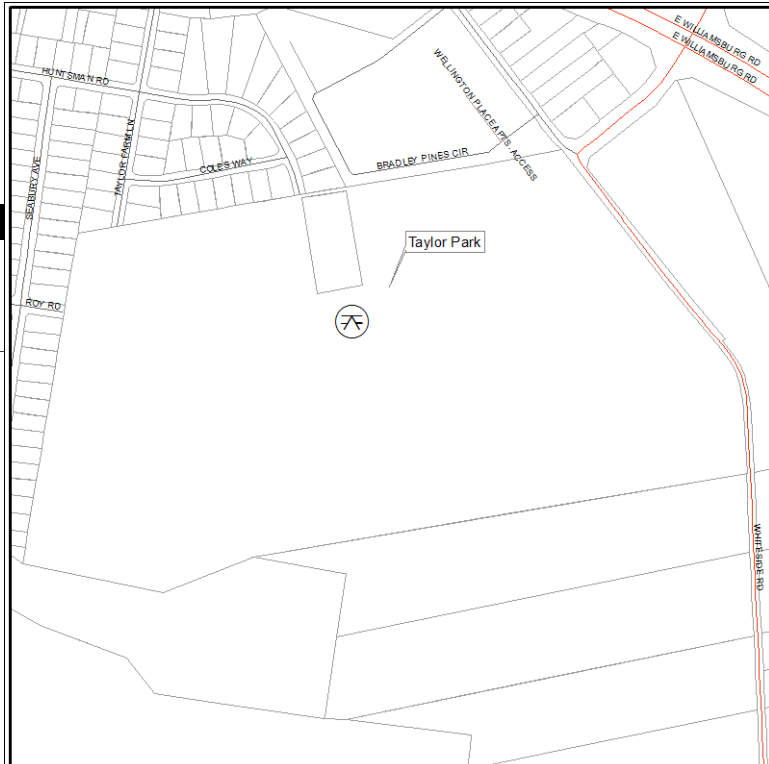 E WILLIAMSBURG RD
E WILLIAMSBURG RD
HUNTSMAN RD
WELLINGTON PLACE APTS. ACCESS
BRADLEY PINES CIR
COLES WAY
TAYLOR FARM LN
SEABURY AVE
Taylor Park
ROY RD
WHITESIDE RD